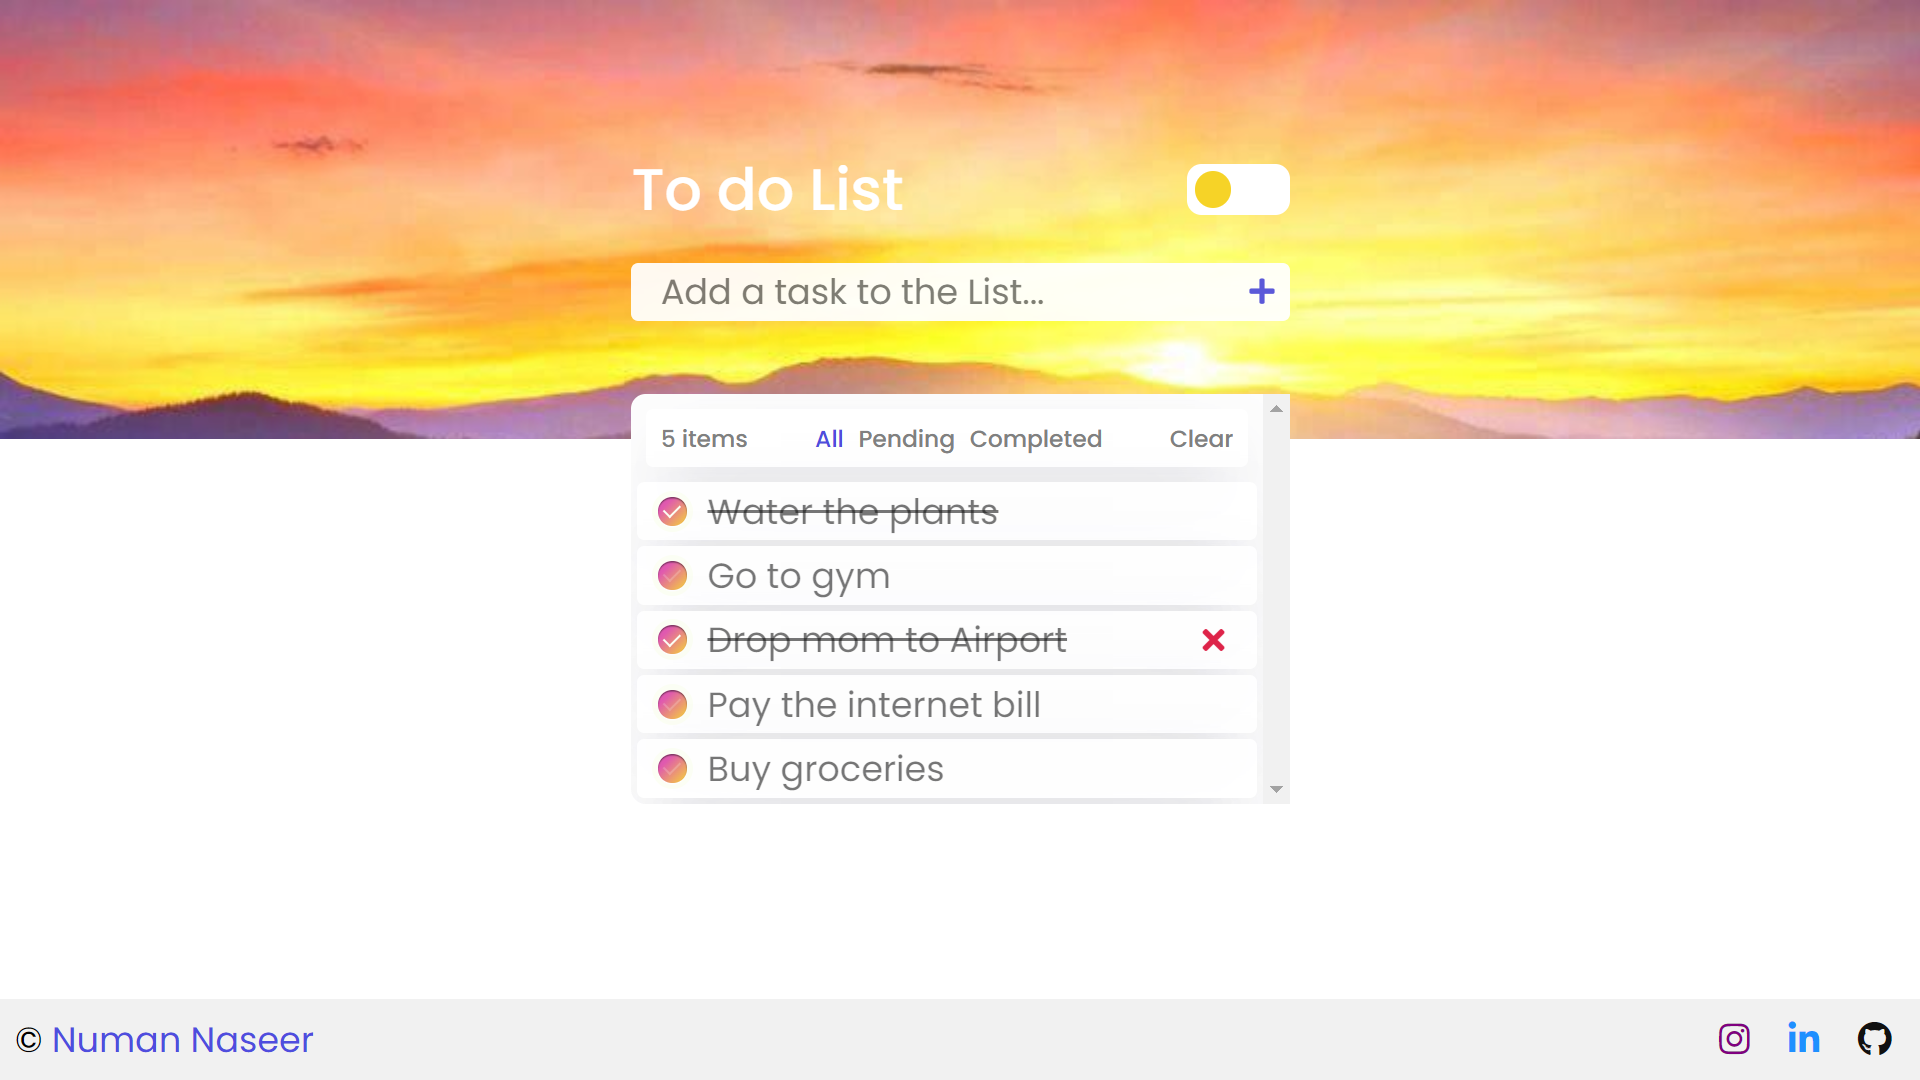 To do List
Add a task to the List...
5 items All Pending Completed Clear
Water the plants
Go to gym
Drop mom to Airport
Pay the internet bill
Buy groceries
© Numan Naseer